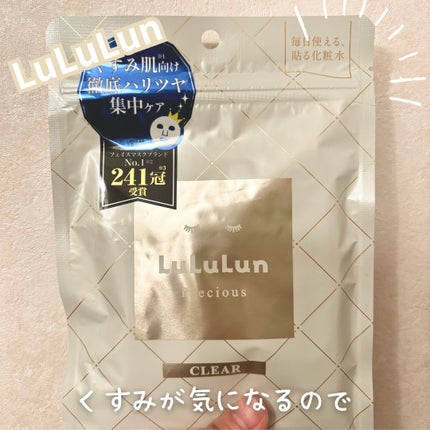 LuLuLun
くすみ肌向け※1
徹底ハリツヤ
集中ケア
フェイスマスクブランド
No.1※2
241冠※3
受賞
毎日使える、
貼る化粧水
LuLuLun
Precious
CLEAR
くすみが気になるので